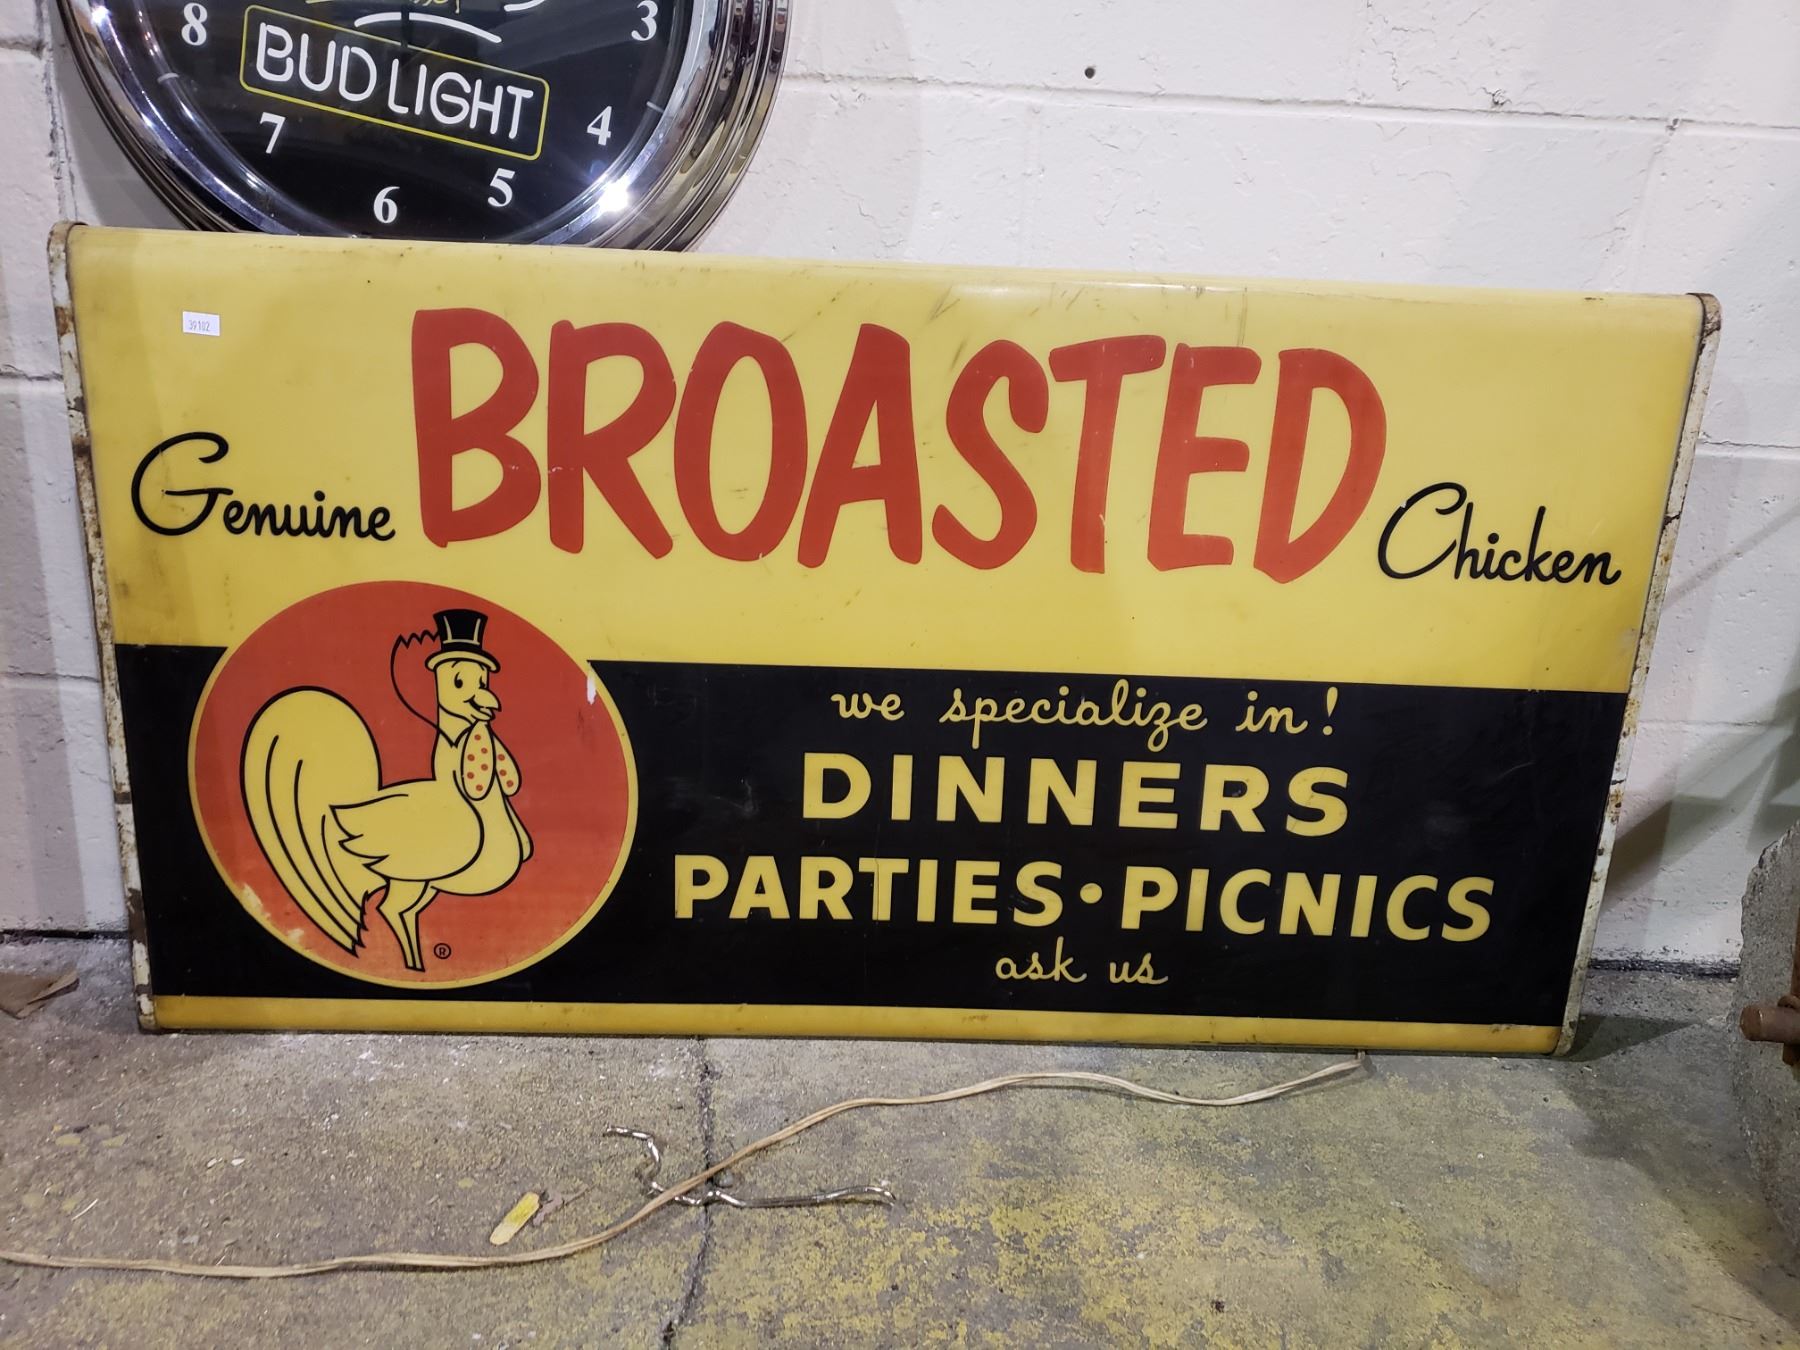 8
3
BUD LIGHT
7
4
6
5
39102
Genuine BROASTED Chicken
we specialize in!
DINNERS
PARTIES • PICNICS
ask us
®